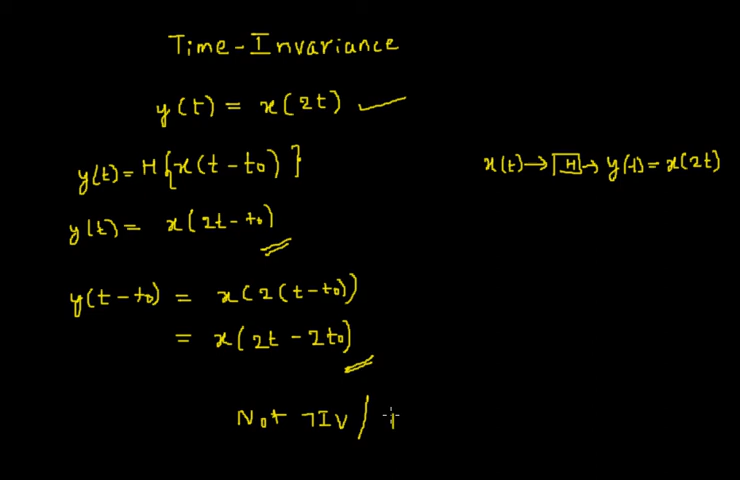 Time-Invariance
y(t) = x(2t)
y(t) = H{x(t - t0)}
x(t) → H → y(t) = x(2t)
y(t) = x(2t - t0)
y(t - t0) = x(2(t - t0))
= x(2t - 2t0)
Not TIV /